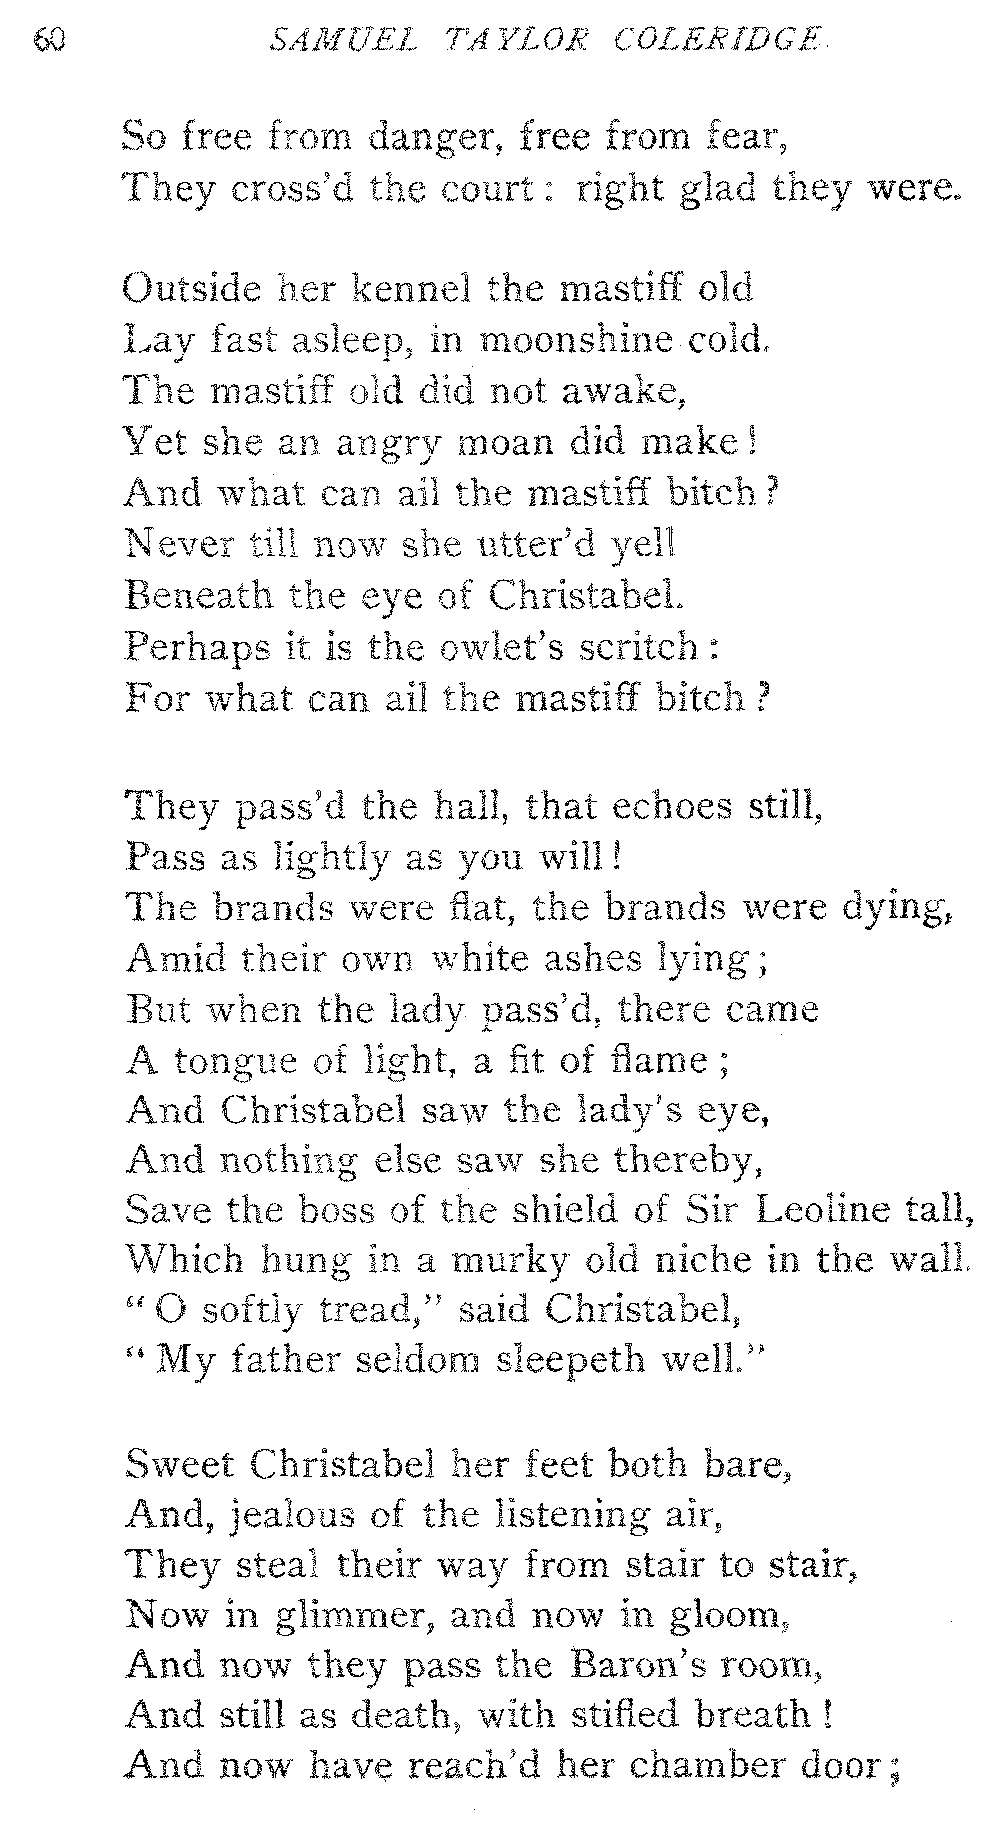 60 SAMUEL TAYLOR COLERIDGE.
So free from danger, free from fear,
They cross'd the court : right glad they were.
Outside her kennel the mastiff old
Lay fast asleep, in moonshine cold.
The mastiff old did not awake,
Yet she an angry moan did make !
And what can ail the mastiff bitch ?
Never till now she utter'd yell
Beneath the eye of Christabel.
Perhaps it is the owlet's scritch :
For what can ail the mastiff bitch ?
They pass'd the hall, that echoes still,
Pass as lightly as you will !
The brands were flat, the brands were dying,
Amid their own white ashes lying ;
But when the lady pass'd, there came
A tongue of light, a fit of flame ;
And Christabel saw the lady's eye,
And nothing else saw she thereby,
Save the boss of the shield of Sir Leoline tall,
Which hung in a murky old niche in the wall.
" O softly tread," said Christabel,
" My father seldom sleepeth well."
Sweet Christabel her feet both bare,
And, jealous of the listening air,
They steal their way from stair to stair,
Now in glimmer, and now in gloom,
And now they pass the Baron's room,
And still as death, with stifled breath !
And now have reach'd her chamber door ;